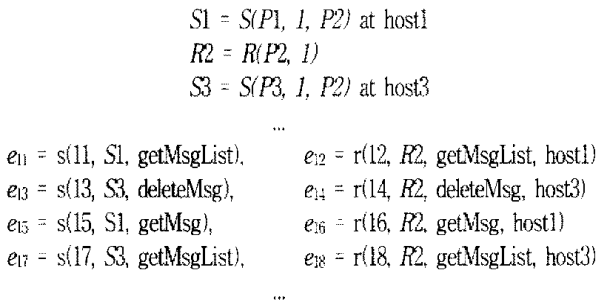 S1 = S(P1, 1, P2) at host1
R2 = R(P2, 1)
S3 = S(P3, 1, P2) at host3
...
e11 = s(11, S1, getMsgList), e12 = r(12, R2, getMsgList, host1)
e13 = s(13, S3, deleteMsg), e14 = r(14, R2, deleteMsg, host3)
e15 = s(15, S1, getMsg), e16 = r(16, R2, getMsg, host1)
e17 = s(17, S3, getMsgList), e18 = r(18, R2, getMsgList, host3)
...